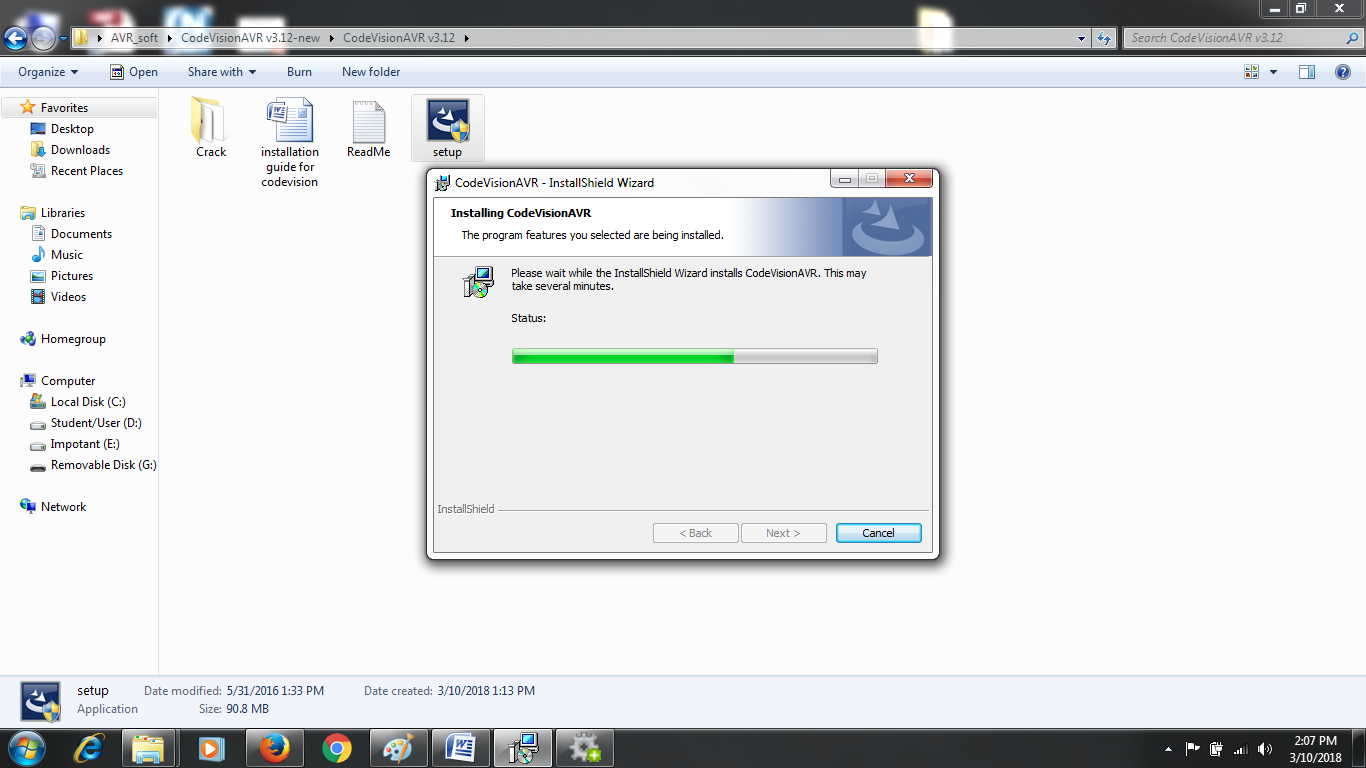 AVR_soft CodeVisionAVR v3.12-new CodeVisionAVR v3.12
Search CodeVisionAVR v3.12
Organize Open Share with Burn New folder
Favorites
Desktop
Downloads
Recent Places
Libraries
Documents
Music
Pictures
Videos
Homegroup
Computer
Local Disk (C:)
Student/User (D:)
Impotant (E:)
Removable Disk (G:)
Network
Crack
installation
guide for
codevision
ReadMe
setup
CodeVisionAVR - InstallShield Wizard
Installing CodeVisionAVR
The program features you selected are being installed.
Please wait while the InstallShield Wizard installs CodeVisionAVR. This may
take several minutes.
Status:
InstallShield
< Back Next > Cancel
setup Date modified: 5/31/2016 1:33 PM Date created: 3/10/2018 1:13 PM
Application Size: 90.8 MB
2:07 PM
3/10/2018